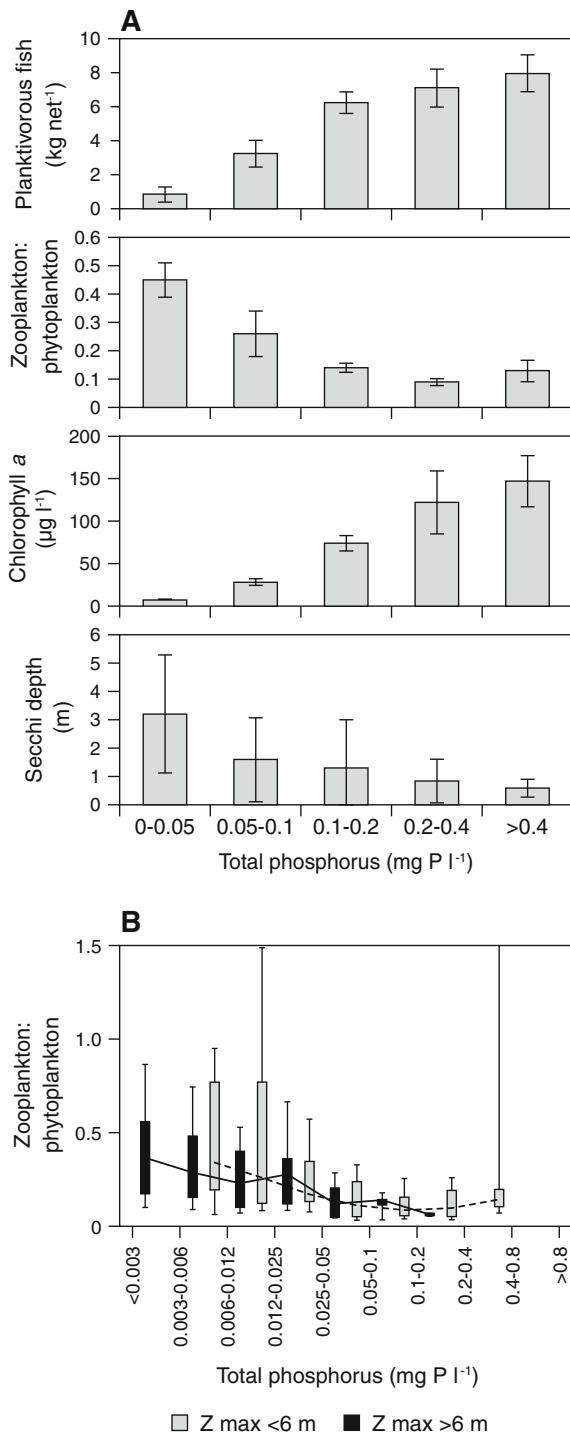 A
Planktivorous fish
(kg net⁻¹)
10
8
6
4
2
0
Zooplankton:
phytoplankton
0.6
0.5
0.4
0.3
0.2
0.1
0
Chlorophyll a
(µg l⁻¹)
200
150
100
50
0
Secchi depth
(m)
6
5
4
3
2
1
0
0-0.05 0.05-0.1 0.1-0.2 0.2-0.4 >0.4
Total phosphorus (mg P l⁻¹)
B
Zooplankton:
phytoplankton
1.5
1.0
0.5
0
<0.003
0.003-0.006
0.006-0.012
0.012-0.025
0.025-0.05
0.05-0.1
0.1-0.2
0.2-0.4
0.4-0.8
>0.8
Total phosphorus (mg P l⁻¹)
Z max <6 m Z max >6 m